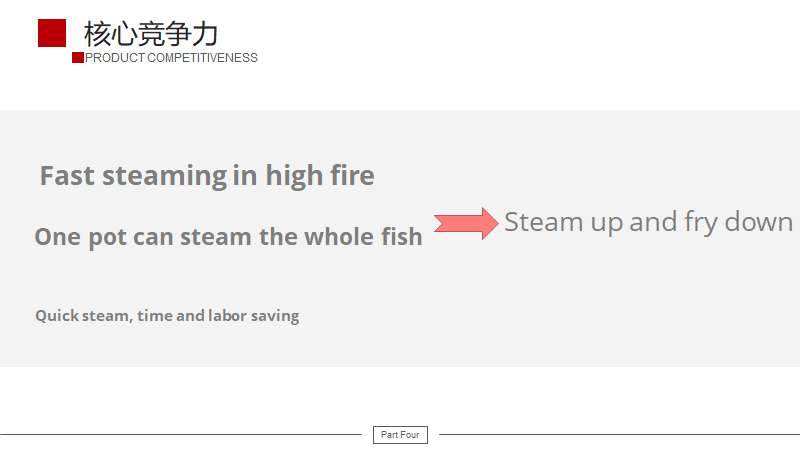 核心竞争力
PRODUCT COMPETITIVENESS
Fast steaming in high fire
One pot can steam the whole fish
Steam up and fry down
Quick steam, time and labor saving
Part Four